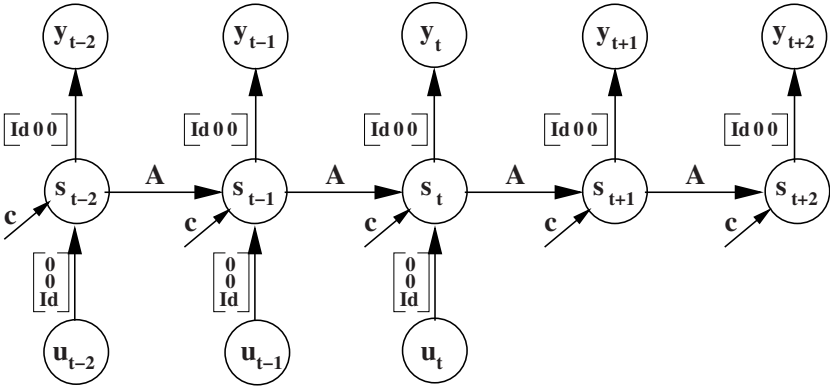 y t−2 y t−1 y t y t+1 y t+2
[Id 0 0] [Id 0 0] [Id 0 0] [Id 0 0] [Id 0 0]
s t−2 A s t−1 A s t A s t+1 A s t+2
c c c c c
0 0 0
0 0 0
Id Id Id
u t−2 u t−1 u t